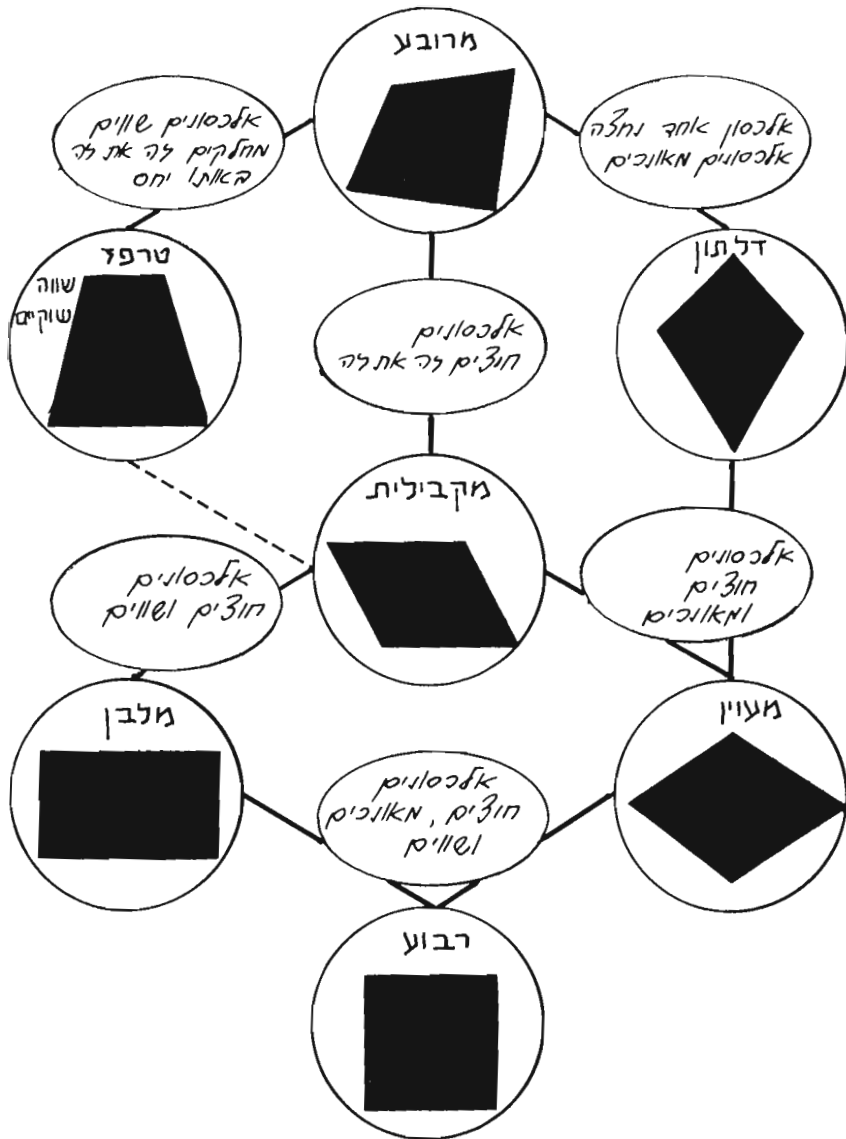 מרובע
אלכסונים שווים
מחלקים זה את זה
באותו יחס
אלכסון אחד נחצה
אלכסונים מאונכים
טרפז
שווה
שוקיים
דלתון
אלכסונים
חוצים זה את זה
מקבילית
אלכסונים
חוצים ושווים
אלכסונים
חוצים
ומאונכים
מלבן
מעוין
אלכסונים
חוצים, מאונכים
ושווים
רבוע